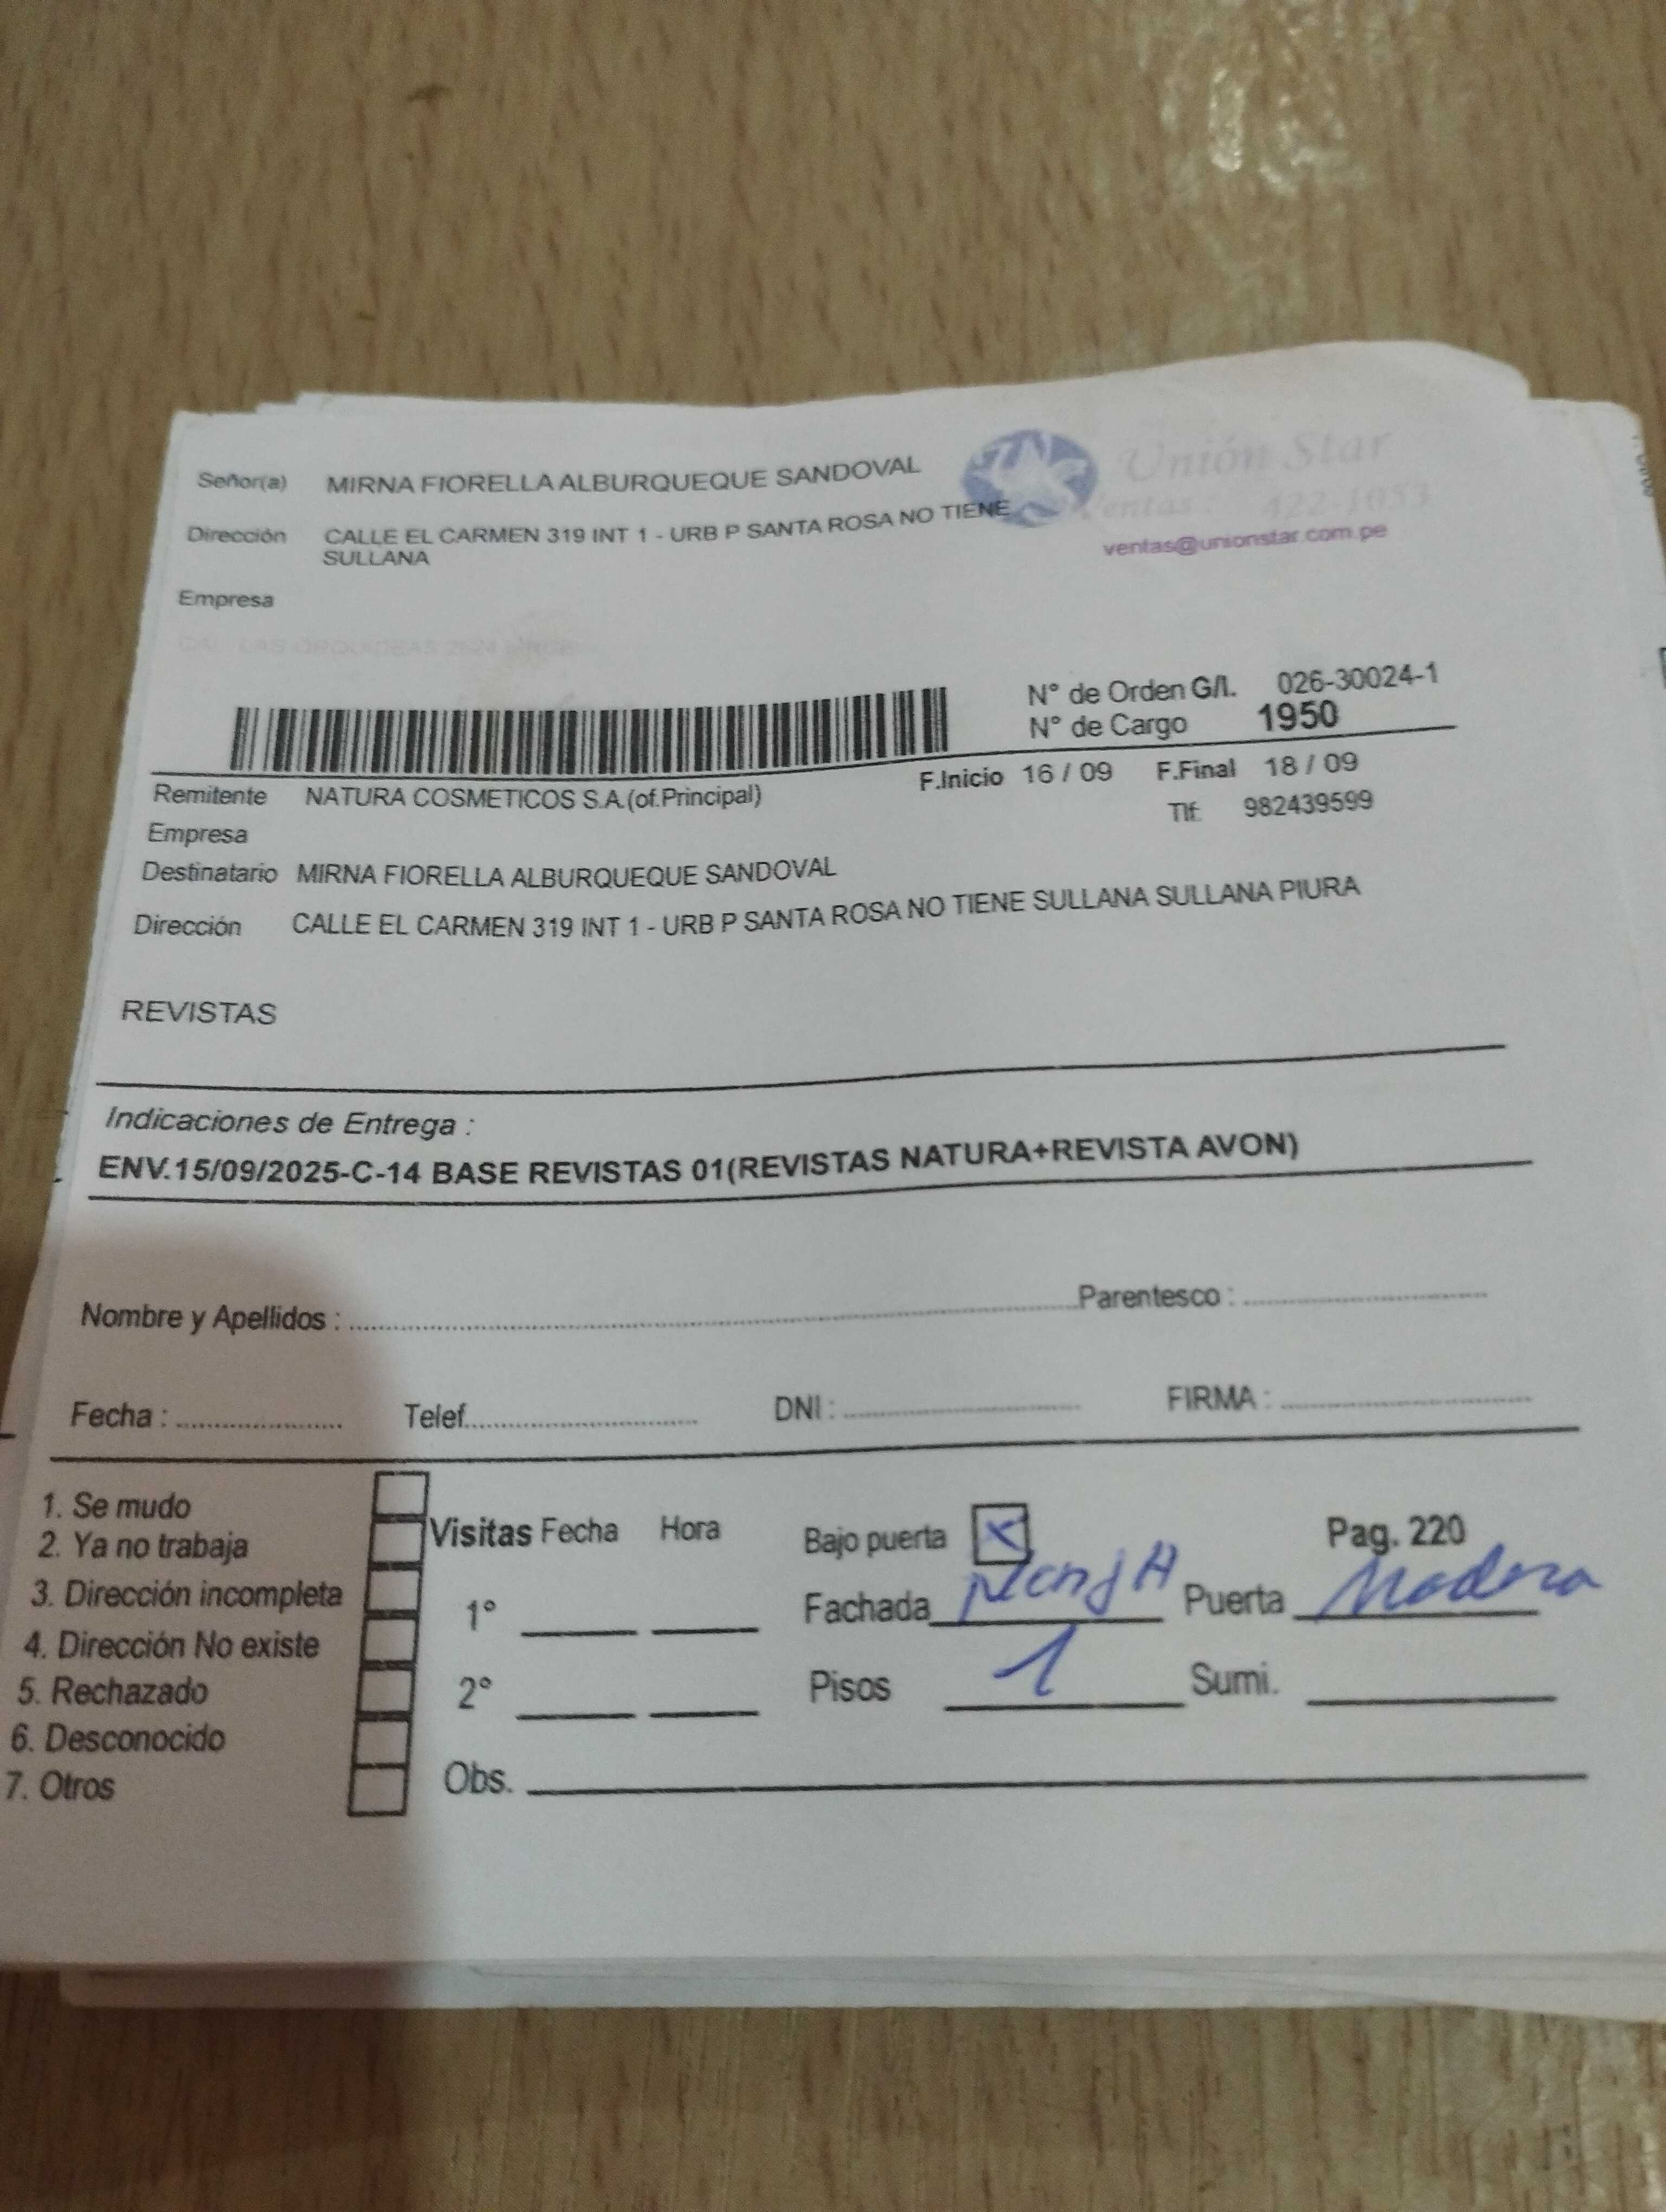 Señor(a) MIRNA FIORELLA ALBURQUEQUE SANDOVAL
Unión Star
Dirección CALLE EL CARMEN 319 INT 1 - URB P SANTA ROSA NO TIENE
SULLANA
Ventas : 422-1053
ventas@unionstar.com.pe
Empresa
N° de Orden G/I. 026-30024-1
N° de Cargo 1950
F.Inicio 16 / 09 F.Final 18 / 09
Remitente NATURA COSMETICOS S.A.(of.Principal)
Tlf: 982439599
Empresa
Destinatario MIRNA FIORELLA ALBURQUEQUE SANDOVAL
Dirección CALLE EL CARMEN 319 INT 1 - URB P SANTA ROSA NO TIENE SULLANA SULLANA PIURA
REVISTAS
Indicaciones de Entrega :
ENV.15/09/2025-C-14 BASE REVISTAS 01(REVISTAS NATURA+REVISTA AVON)
Nombre y Apellidos : Parentesco :
Fecha : Telef. DNI : FIRMA :
1. Se mudo
2. Ya no trabaja
3. Dirección incompleta
4. Dirección No existe
5. Rechazado
6. Desconocido
7. Otros
Visitas Fecha Hora
1°
2°
Obs.
Bajo puerta X Pag. 220
Fachada Puerta Madera
Pisos 1 Sumi.